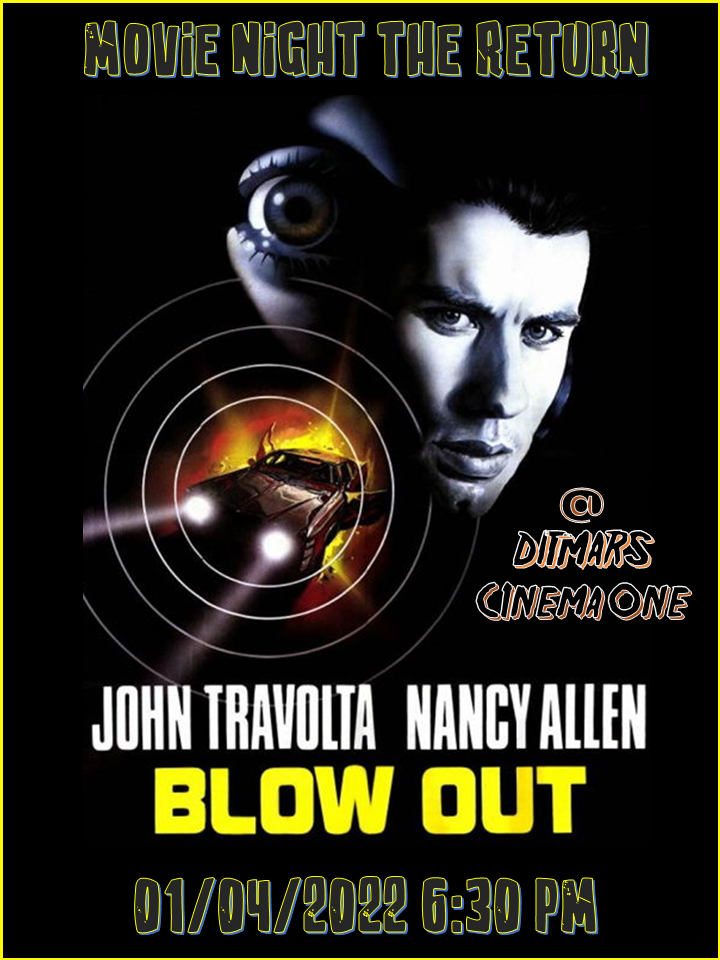 MOVIE NIGHT THE RETURN
@
DITMARS
CINEMA ONE
JOHN TRAVOLTA NANCY ALLEN
BLOW OUT
01/04/2022 6:30 PM